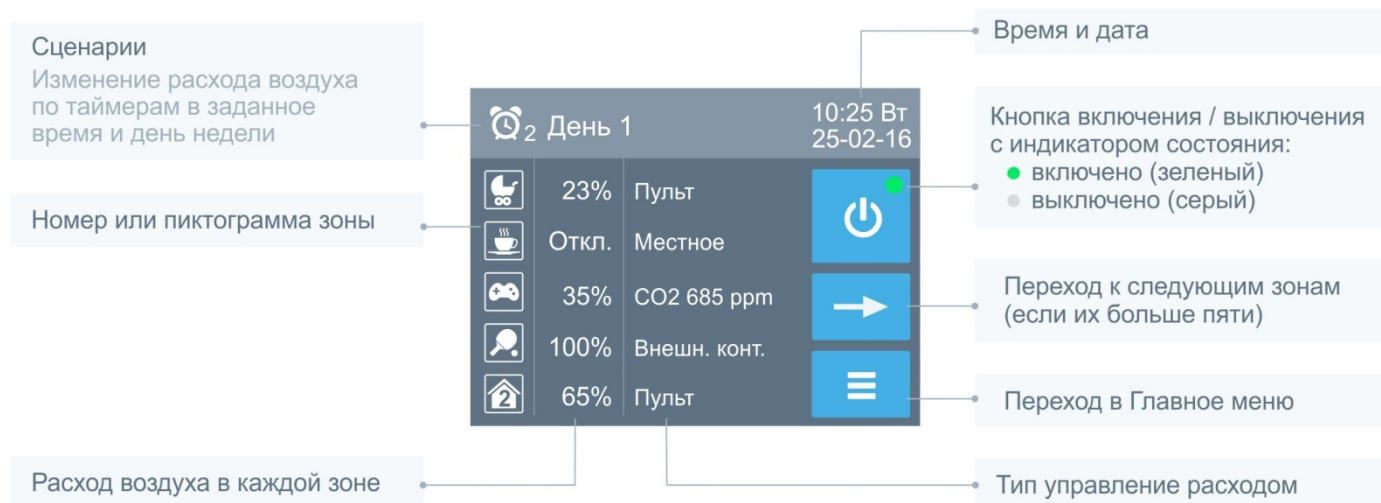 Сценарии
Изменение расхода воздуха
по таймерам в заданное
время и день недели
Номер или пиктограмма зоны
Расход воздуха в каждой зоне
2 День 1
10:25 Вт
25-02-16
23% Пульт
Откл. Местное
35% CO2 685 ppm
100% Внешн. конт.
2 65% Пульт
Время и дата
Кнопка включения / выключения
с индикатором состояния:
включено (зеленый)
выключено (серый)
Переход к следующим зонам
(если их больше пяти)
Переход в Главное меню
Тип управление расходом